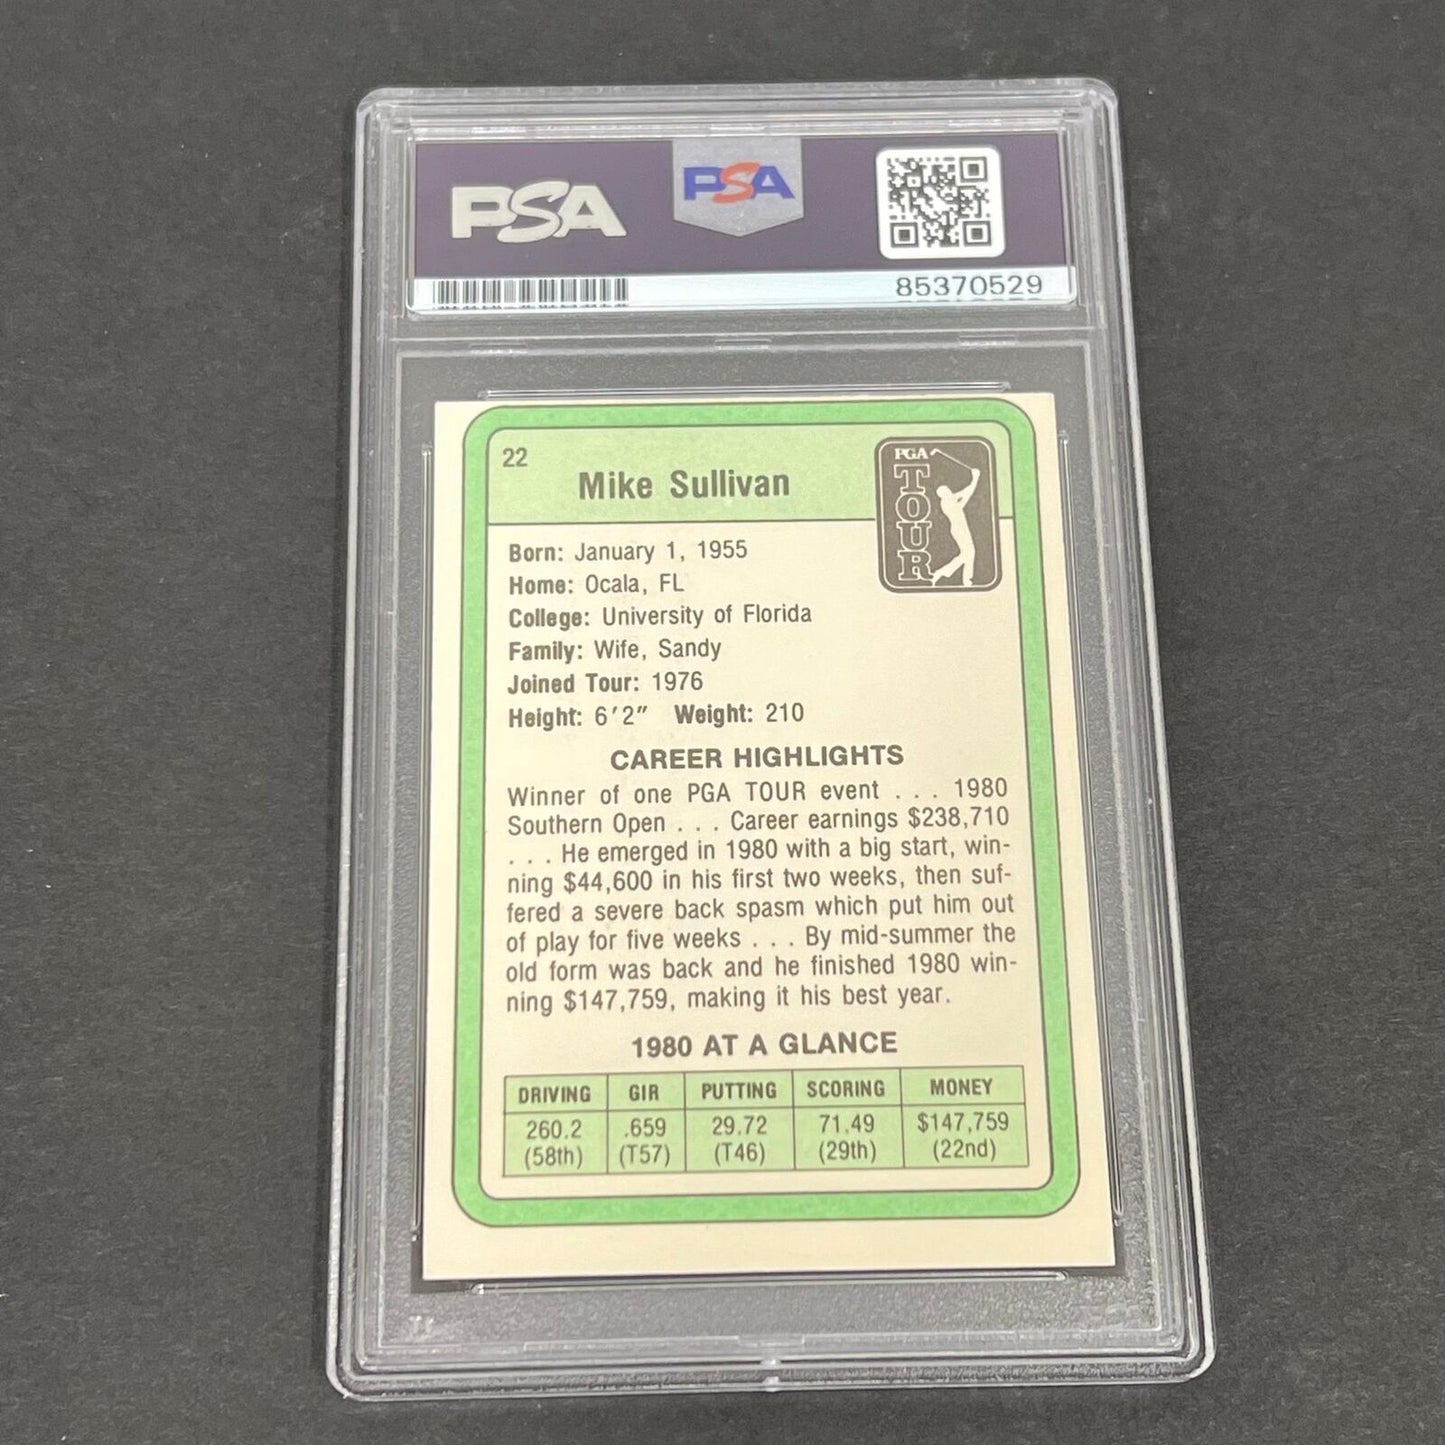 PSA
PSA
85370529
22
Mike Sullivan
PGA
TOUR
Born: January 1, 1955
Home: Ocala, FL
College: University of Florida
Family: Wife, Sandy
Joined Tour: 1976
Height: 6'2" Weight: 210
CAREER HIGHLIGHTS
Winner of one PGA TOUR event . . . 1980
Southern Open . . . Career earnings $238,710
. . . He emerged in 1980 with a big start, win-
ning $44,600 in his first two weeks, then suf-
fered a severe back spasm which put him out
of play for five weeks . . . By mid-summer the
old form was back and he finished 1980 win-
ning $147,759, making it his best year.
1980 AT A GLANCE
DRIVING GIR PUTTING SCORING MONEY
260.2 .659 29.72 71.49 $147,759
(58th) (T57) (T46) (29th) (22nd)